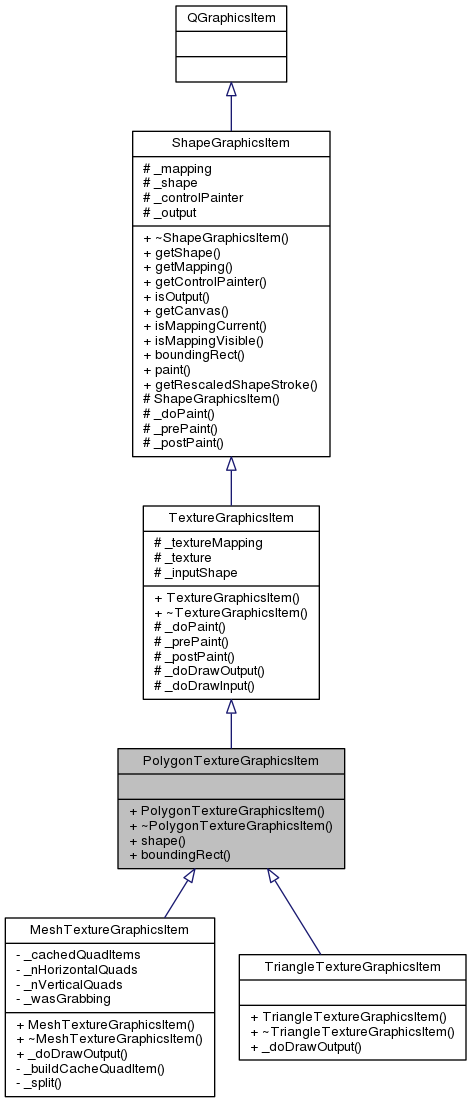 QGraphicsItem
ShapeGraphicsItem
# _mapping
# _shape
# _controlPainter
# _output
+ ~ShapeGraphicsItem()
+ getShape()
+ getMapping()
+ getControlPainter()
+ isOutput()
+ getCanvas()
+ isMappingCurrent()
+ isMappingVisible()
+ boundingRect()
+ paint()
+ getRescaledShapeStroke()
# ShapeGraphicsItem()
# _doPaint()
# _prePaint()
# _postPaint()
TextureGraphicsItem
# _textureMapping
# _texture
# _inputShape
+ TextureGraphicsItem()
+ ~TextureGraphicsItem()
# _doPaint()
# _prePaint()
# _postPaint()
# _doDrawOutput()
# _doDrawInput()
PolygonTextureGraphicsItem
+ PolygonTextureGraphicsItem()
+ ~PolygonTextureGraphicsItem()
+ shape()
+ boundingRect()
MeshTextureGraphicsItem
- _cachedQuadItems
- _nHorizontalQuads
- _nVerticalQuads
- _wasGrabbing
+ MeshTextureGraphicsItem()
+ ~MeshTextureGraphicsItem()
+ _doDrawOutput()
- _buildCacheQuadItem()
- _split()
TriangleTextureGraphicsItem
+ TriangleTextureGraphicsItem()
+ ~TriangleTextureGraphicsItem()
+ _doDrawOutput()